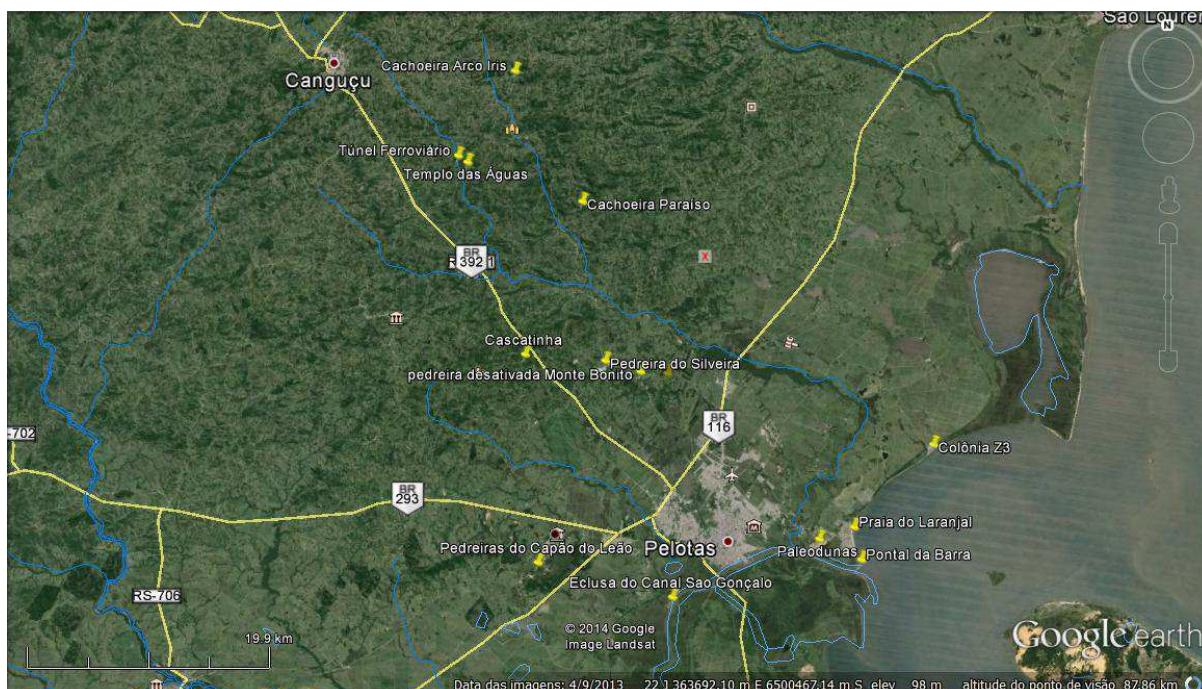 São Louren
N
Cachoeira Arco Iris
Canguçu
Túnel Ferroviário
Templo das Águas
Cachoeira Paraíso
BR
392
X
Cascatinha
Pedreira do Silveira
pedreira desativada Monte Bonito
BR
116
-702
Colônia Z3
BR
293
Praia do Laranjal
Pedreiras do Capão do Leão
Pelotas
Paleodunas
Pontal da Barra
Eclusa do Canal Sao Gonçalo
RS-706
19.9 km
© 2014 Google
Image Landsat
Google earth
Data das imagens: 4/9/2013 22 J 363692.10 m E 6500467.14 m S elev 98 m altitude do ponto de visão 87.86 km